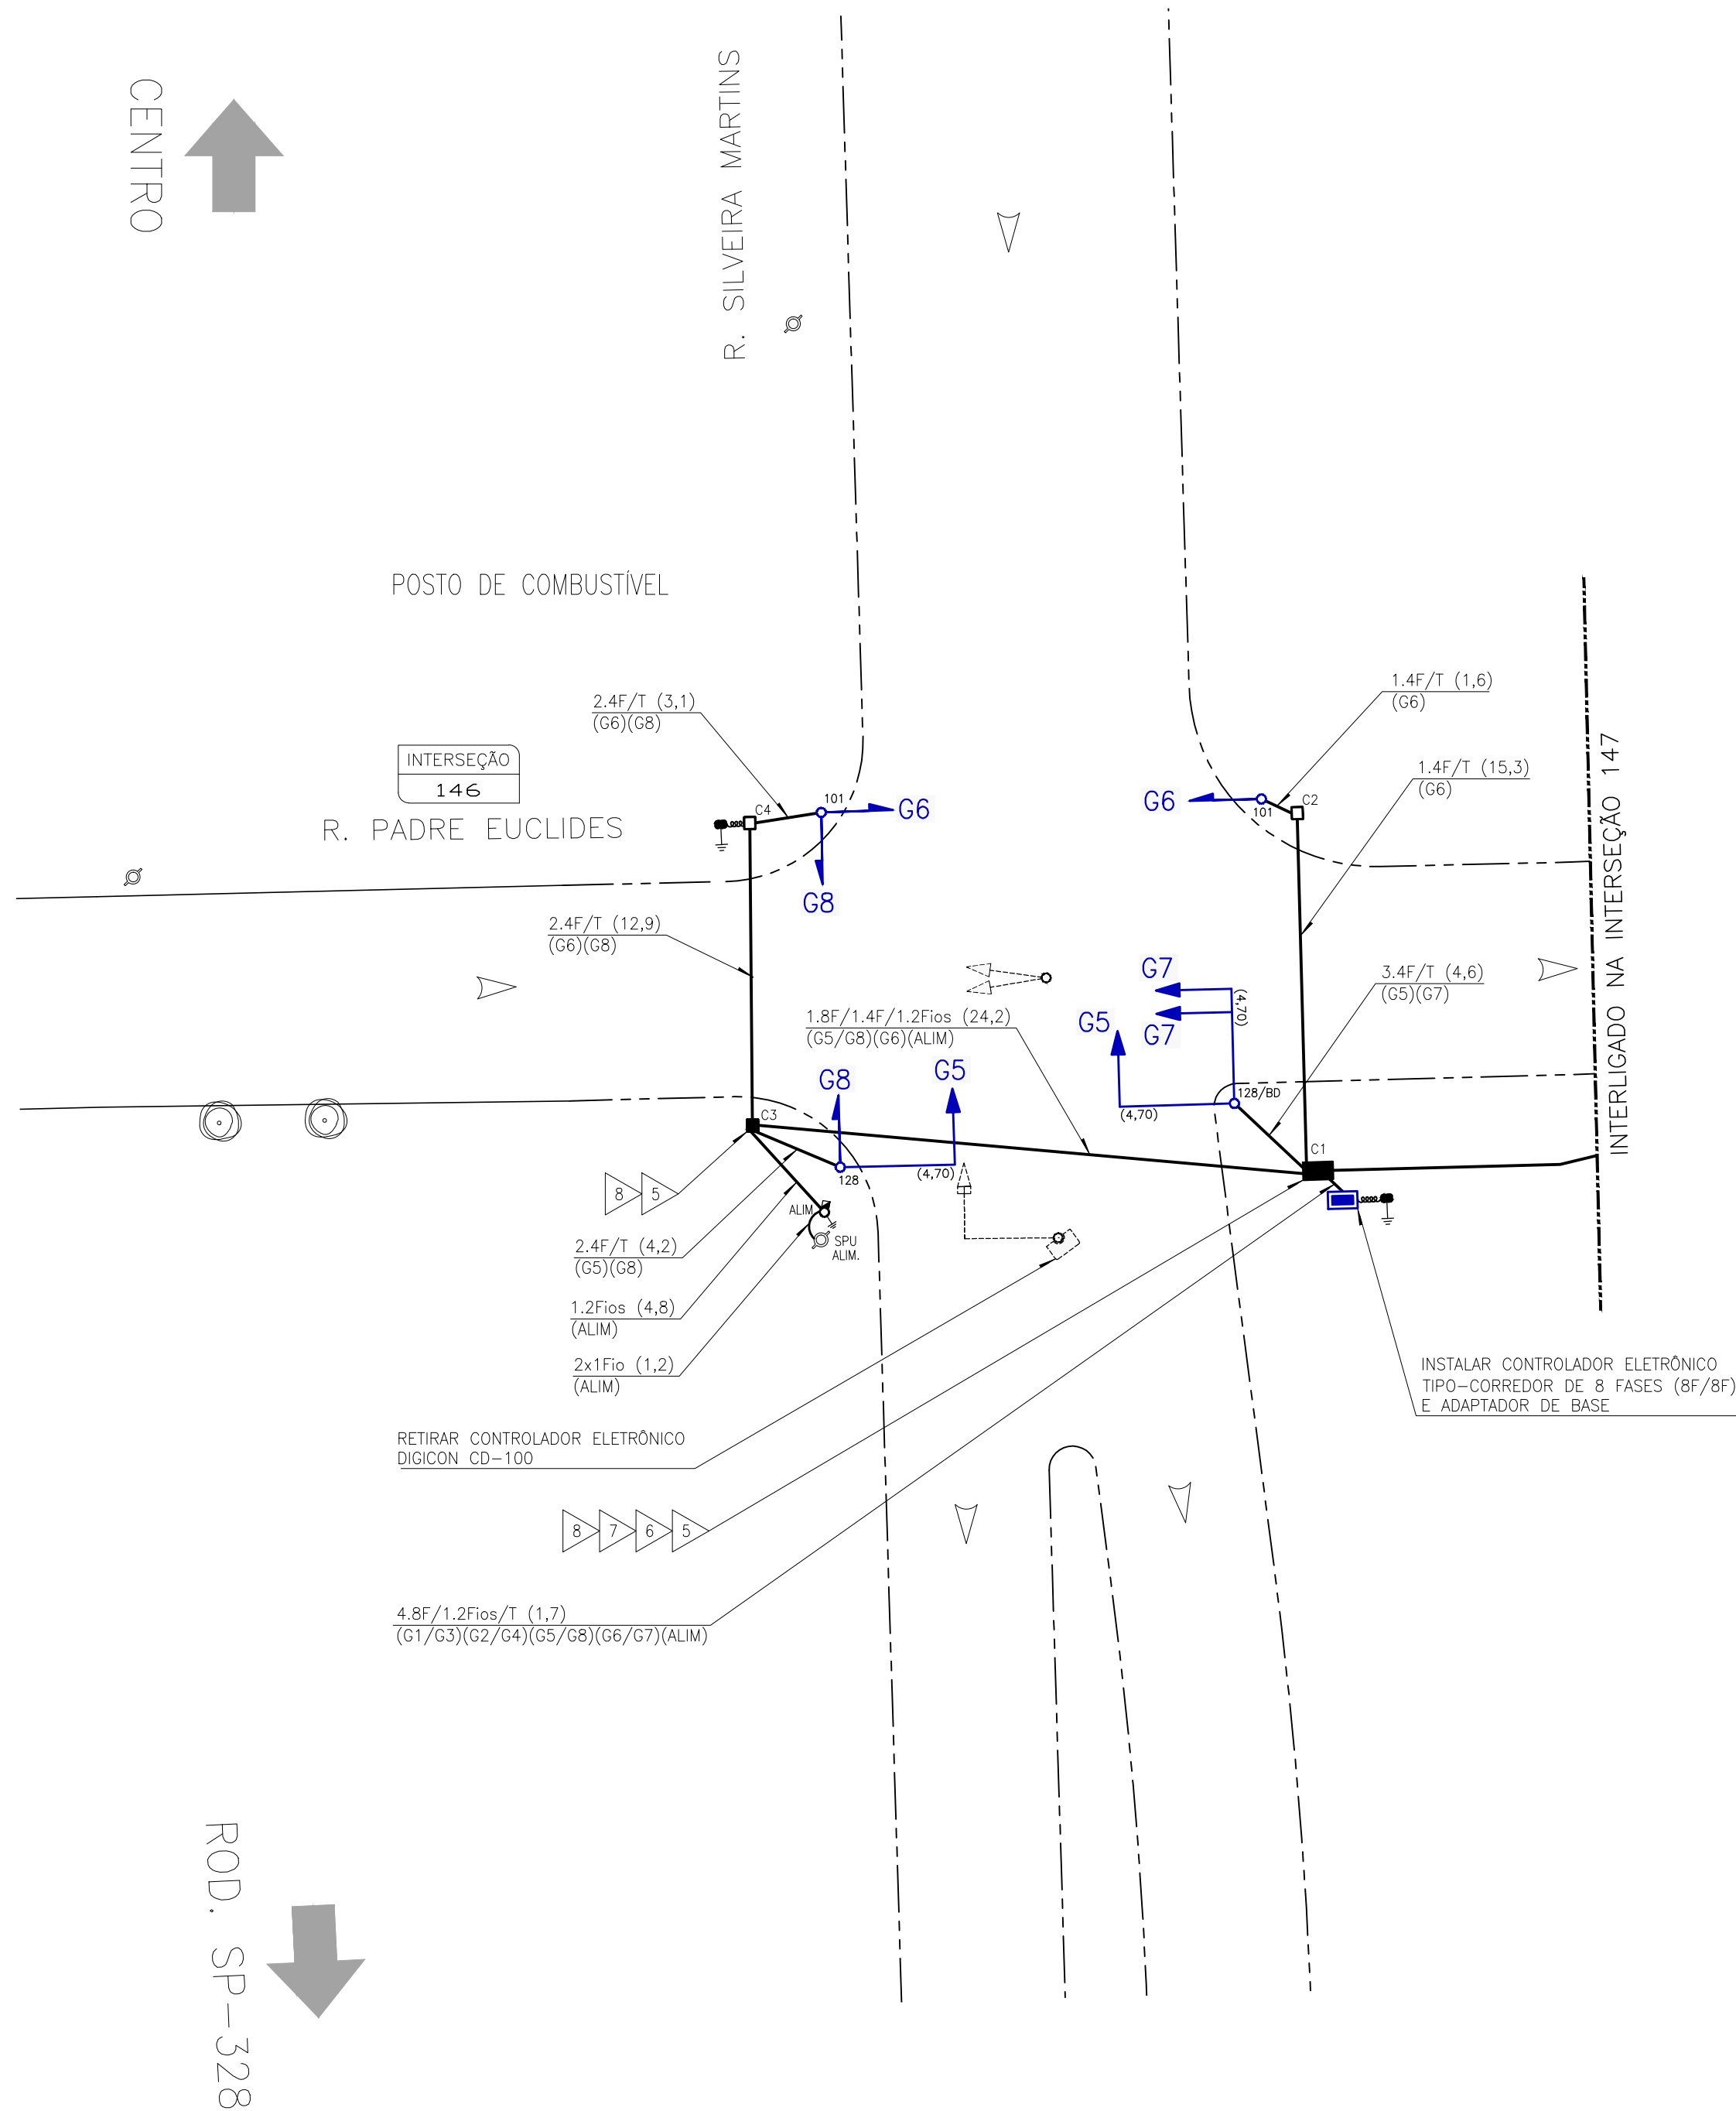 CENTRO
R. SILVEIRA MARTINS
POSTO DE COMBUSTÍVEL
2.4F/T (3,1)
(G6)(G8)
1.4F/T (1,6)
(G6)
INTERSEÇÃO
146
R. PADRE EUCLIDES
1.4F/T (15,3)
(G6)
INTERLIGADO NA INTERSEÇÃO 147
C4
101
G6
G6
101
C2
G8
2.4F/T (12,9)
(G6)(G8)
G7
(4,70)
3.4F/T (4,6)
(G5)(G7)
1.8F/1.4F/1.2Fios (24,2)
(G5/G8)(G6)(ALIM)
G5
G7
G8
G5
128/BD
(4,70)
C3
C1
128
(4,70)
8
5
ALIM
SPU
ALIM.
2.4F/T (4,2)
(G5)(G8)
1.2Fios (4,8)
(ALIM)
2x1Fio (1,2)
(ALIM)
INSTALAR CONTROLADOR ELETRÔNICO
TIPO-CORREDOR DE 8 FASES (8F/8F)
E ADAPTADOR DE BASE
RETIRAR CONTROLADOR ELETRÔNICO
DIGICON CD-100
8
7
6
5
4.8F/1.2Fios/T (1,7)
(G1/G3)(G2/G4)(G5/G8)(G6/G7)(ALIM)
ROD. SP-328